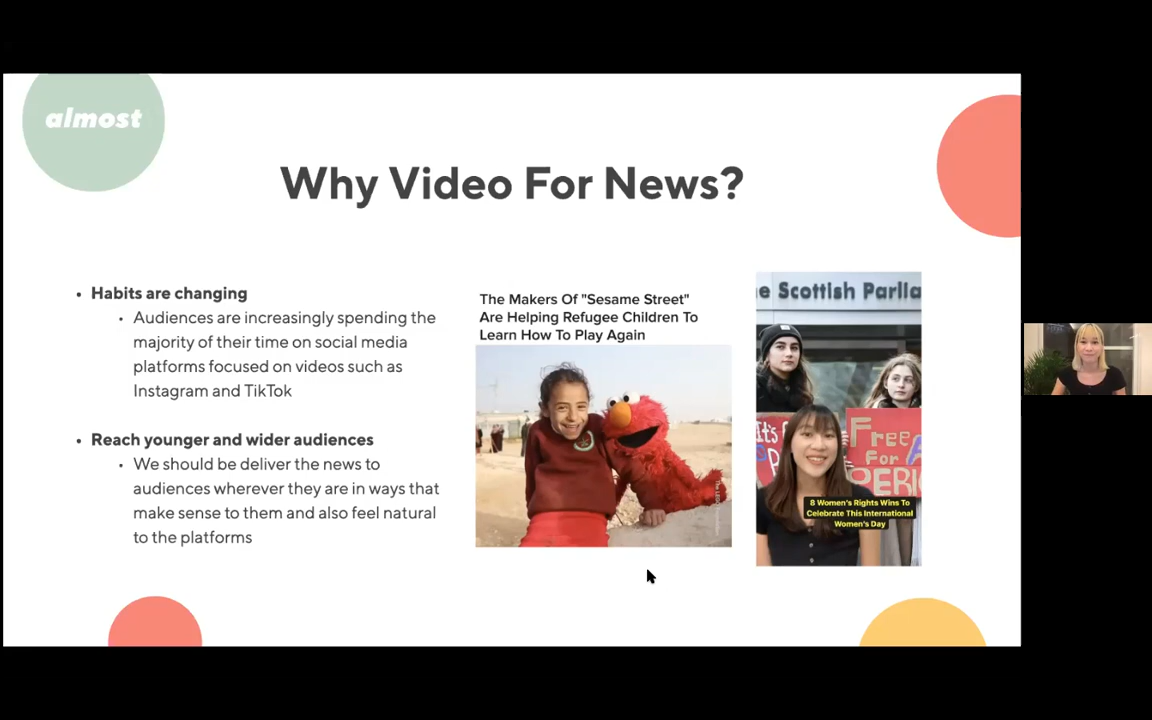 almost
Why Video For News?
• Habits are changing
• Audiences are increasingly spending the
majority of their time on social media
platforms focused on videos such as
Instagram and TikTok
• Reach younger and wider audiences
• We should be deliver the news to
audiences wherever they are in ways that
make sense to them and also feel natural
to the platforms
The Makers Of "Sesame Street"
Are Helping Refugee Children To
Learn How To Play Again
e Scottish Parlia
It's
Free
For
PERI
8 Women's Rights Wins To
Celebrate This International
Women's Day